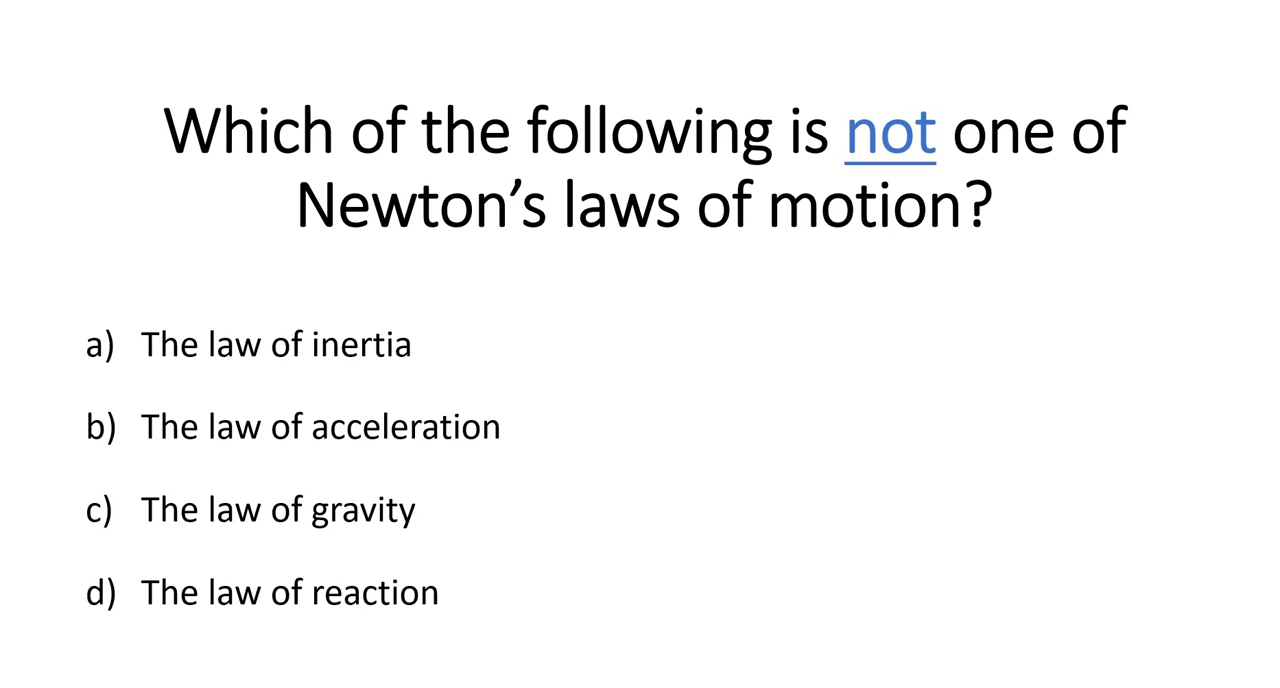 Which of the following is not one of
Newton’s laws of motion?
a) The law of inertia
b) The law of acceleration
c) The law of gravity
d) The law of reaction